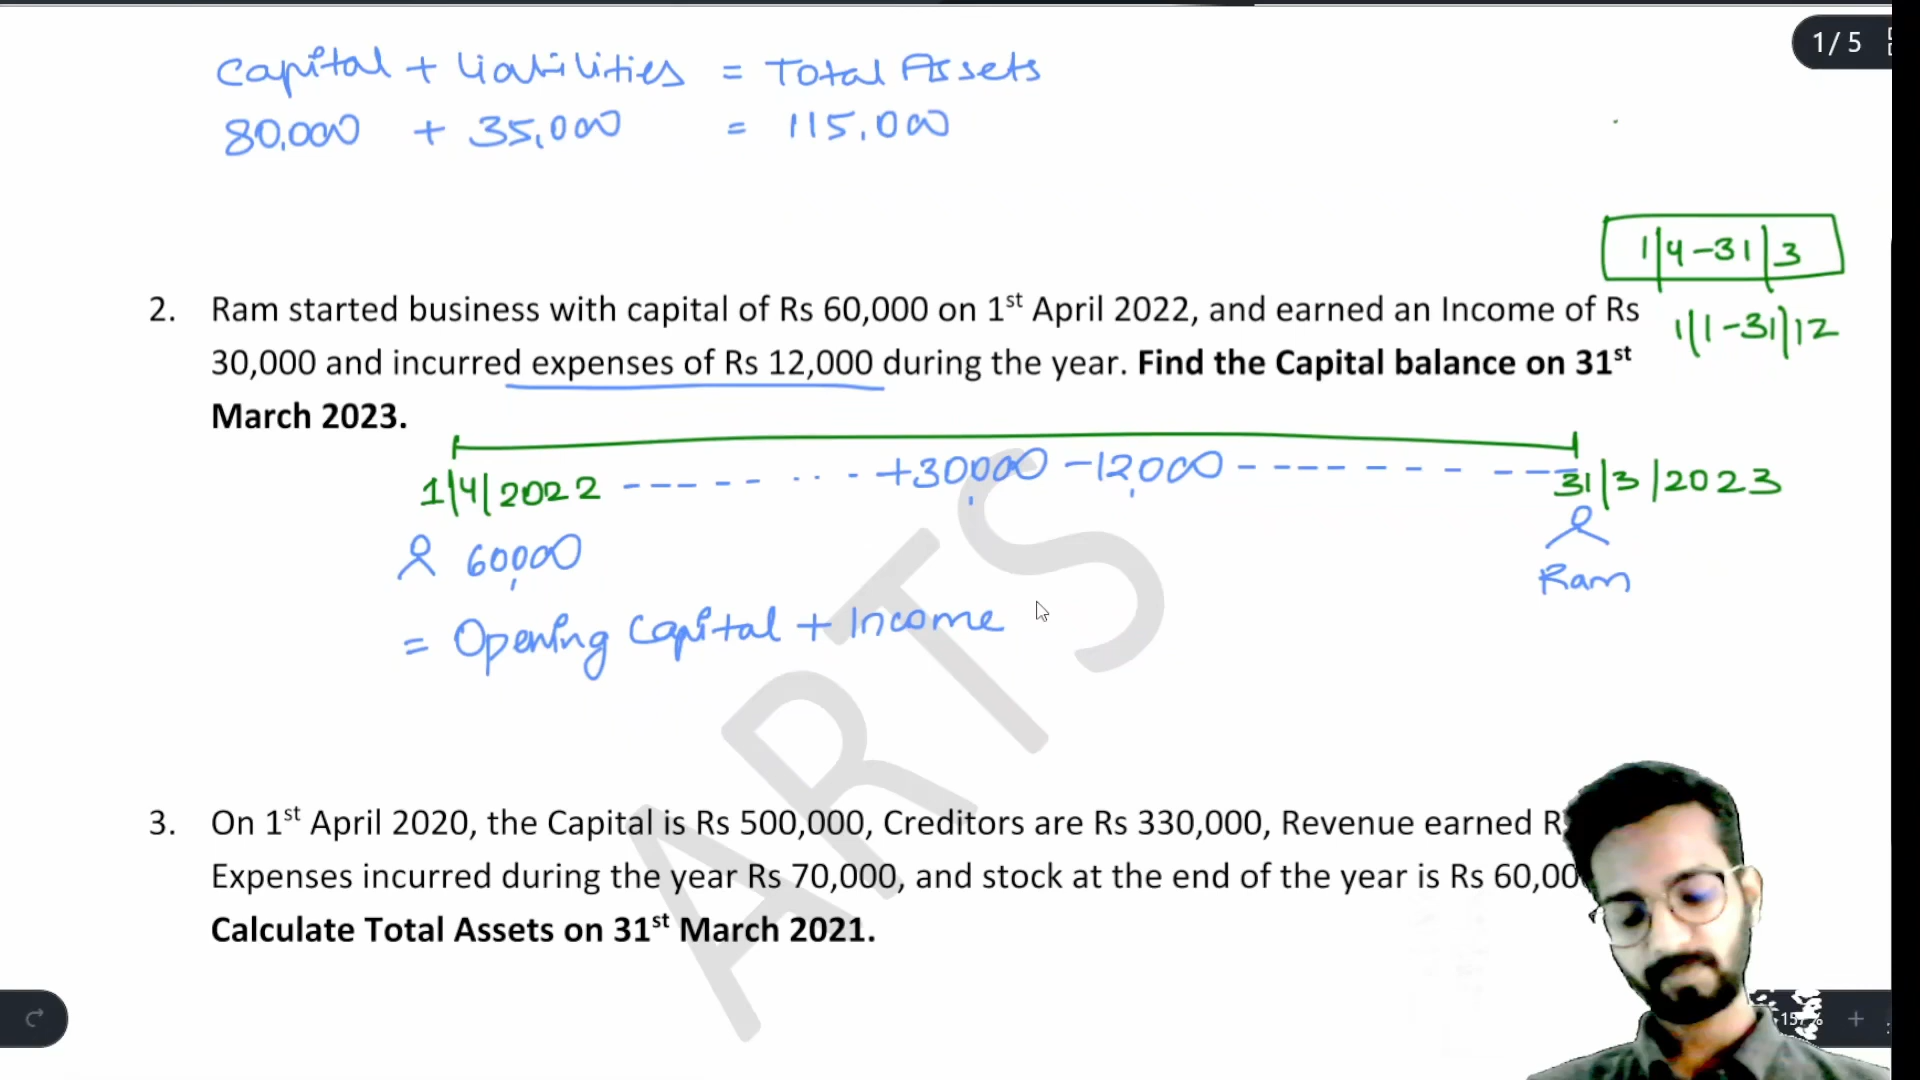 1/5
Capital + Liabilities = Total Assets
80,000 + 35,000 = 115,000
1|4-31|3
1|1-31|12
2. Ram started business with capital of Rs 60,000 on 1st April 2022, and earned an Income of Rs
30,000 and incurred expenses of Rs 12,000 during the year. Find the Capital balance on 31st
March 2023.
1|4|2022 ---- - - ·· · - +30,000 -12,000 - - - - - - - - - 31|3|2023
60,000
Ram
= Opening Capital + Income
3. On 1st April 2020, the Capital is Rs 500,000, Creditors are Rs 330,000, Revenue earned
Expenses incurred during the year Rs 70,000, and stock at the end of the year is Rs
Calculate Total Assets on 31st March 2021.
ARTS
+